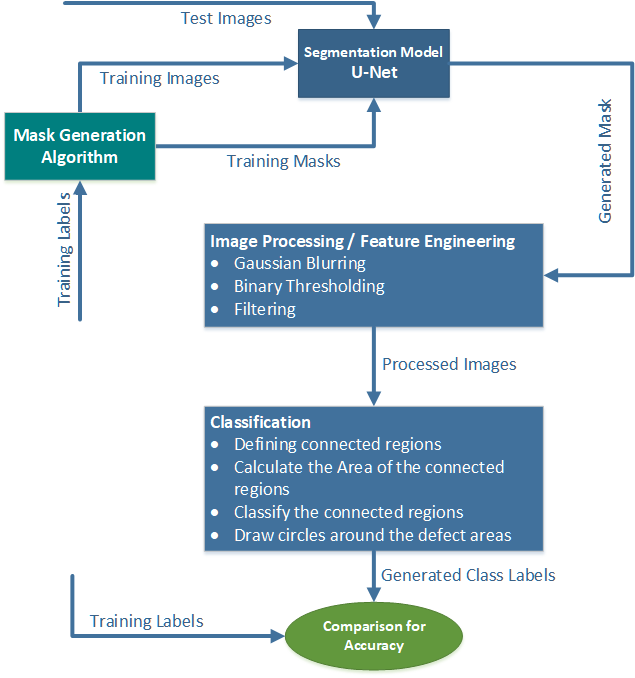 Test Images
Segmentation Model
U-Net
Training Images
Mask Generation
Algorithm
Training Masks
Generated Mask
Training Labels
Image Processing / Feature Engineering
• Gaussian Blurring
• Binary Thresholding
• Filtering
Processed Images
Classification
• Defining connected regions
• Calculate the Area of the connected
regions
• Classify the connected regions
• Draw circles around the defect areas
Generated Class Labels
Training Labels
Comparison for
Accuracy